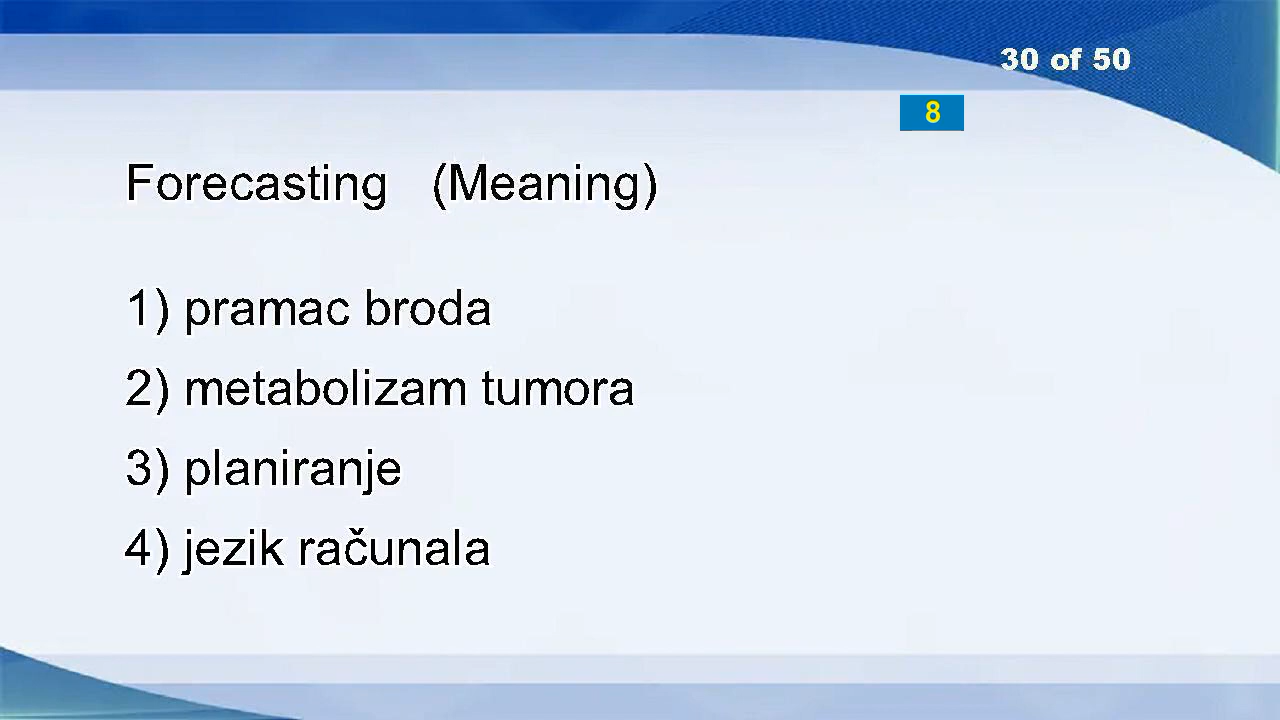 30 of 50
8
Forecasting (Meaning)
1) pramac broda
2) metabolizam tumora
3) planiranje
4) jezik računala